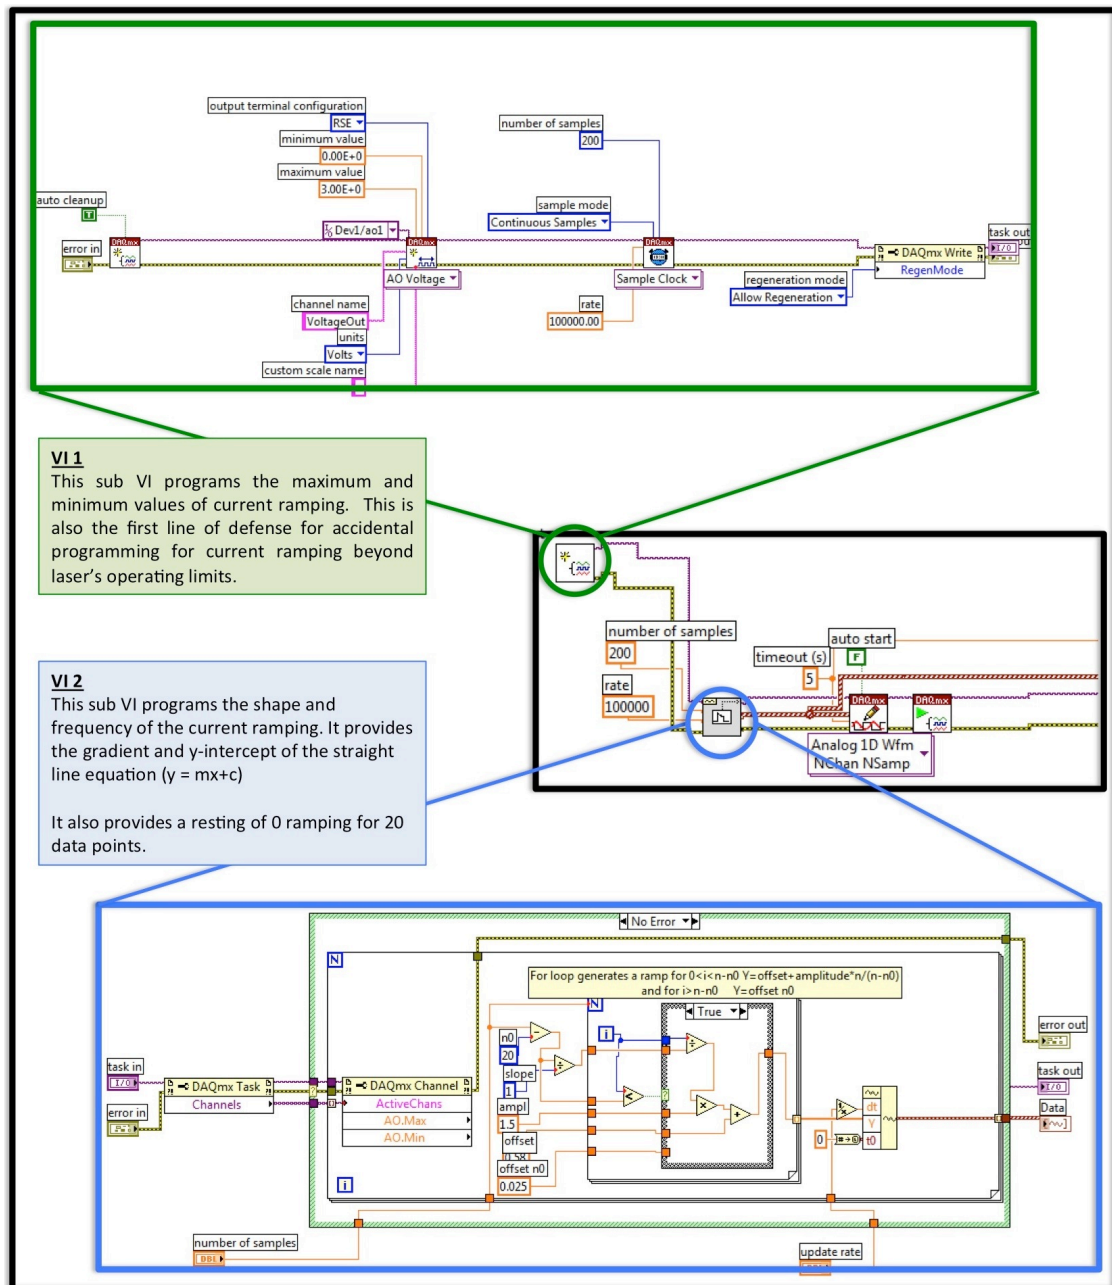 output terminal configuration
RSE
minimum value
0.00E+0
maximum value
3.00E+0
number of samples
200
auto cleanup
T
sample mode
Continuous Samples
Dev1/ao1
error in
DAQmx
DAQmx
DAQmx
AO Voltage
Sample Clock
task out
I/O
DAQmx Write
RegenMode
regeneration mode
Allow Regeneration
channel name
VoltageOut
rate
100000.00
units
Volts
custom scale name
VI 1
This sub VI programs the maximum and
minimum values of current ramping. This is
also the first line of defense for accidental
programming for current ramping beyond
laser's operating limits.
number of samples
200
rate
100000
auto start
F
timeout (s)
5
DAQmx
DAQmx
Analog 1D Wfm
NChan NSamp
VI 2
This sub VI programs the shape and
frequency of the current ramping. It provides
the gradient and y-intercept of the straight
line equation (y = mx+c)
It also provides a resting of 0 ramping for 20
data points.
No Error
N
For loop generates a ramp for 0<i<n-n0 Y=offset+amplitude*n/(n-n0)
and for i>n-n0 Y=offset n0
N
True
i
n0
20
slope
1
ampl
1.5
offset
0.58
offset n0
0.025
task in
I/O
error in
DAQmx Task
Channels
DAQmx Channel
ActiveChans
AO.Max
AO.Min
i
dt
Y
t0
0
error out
task out
I/O
Data
number of samples
DBL
update rate